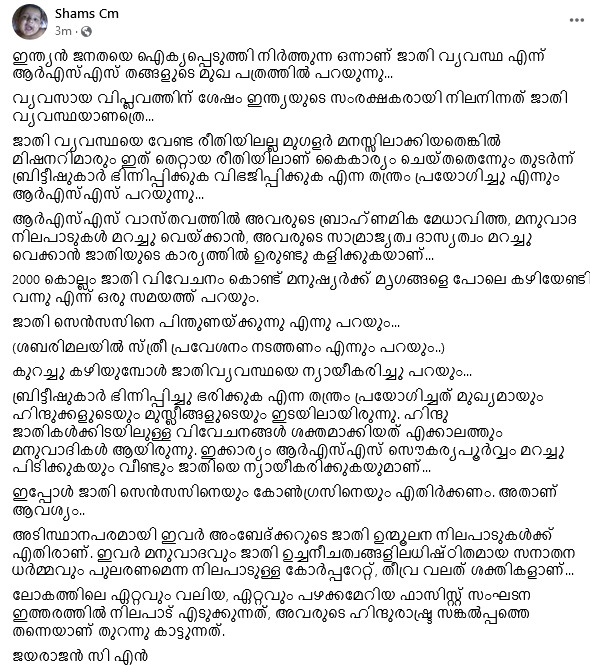 Shams Cm
3m ·
ഇന്ത്യൻ ജനതയെ ഐക്യപ്പെടുത്തി നിർത്തുന്ന ഒന്നാണ് ജാതി വ്യവസ്ഥ എന്ന്
ആർഎസ്എസ് തങ്ങളുടെ മുഖ പത്രത്തിൽ പറയുന്നു...
വ്യവസായ വിപ്ലവത്തിന് ശേഷം ഇന്ത്യയുടെ സംരക്ഷകരായി നിലനിന്നത് ജാതി
വ്യവസ്ഥയാണത്രെ...
ജാതി വ്യവസ്ഥയെ വേണ്ട രീതിയിലല്ല മുഗളർ മനസ്സിലാക്കിയതെങ്കിൽ
മിഷനറിമാരും ഇത് തെറ്റായ രീതിയിലാണ് കൈകാര്യം ചെയ്തതെന്നും തുടർന്ന്
ബ്രിട്ടീഷുകാർ ഭിന്നിപ്പിക്കുക വിഭജിപ്പിക്കുക എന്ന തന്ത്രം പ്രയോഗിച്ചു എന്നും
ആർഎസ്എസ് പറയുന്നു...
ആർഎസ്എസ് വാസ്തവത്തിൽ അവരുടെ ബ്രാഹ്ണമിക മേധാവിത്ത, മനുവാദ
നിലപാടുകൾ മറച്ചു വെയ്ക്കാൻ, അവരുടെ സാമ്രാജ്യത്വ ദാസ്യത്വം മറച്ചു
വെക്കാൻ ജാതിയുടെ കാര്യത്തിൽ ഉരുണ്ടു കളിക്കുകയാണ്...
2000 കൊല്ലം ജാതി വിവേചനം കൊണ്ട് മനുഷ്യർക്ക് മൃഗങ്ങളെ പോലെ കഴിയേണ്ടി
വന്നു എന്ന് ഒരു സമയത്ത് പറയും.
ജാതി സെൻസസിനെ പിന്തുണയ്ക്കുന്നു എന്നു പറയും...
(ശബരിമലയിൽ സ്ത്രീ പ്രവേശനം നടത്തണം എന്നും പറയും..)
കുറച്ചു കഴിയുമ്പോൾ ജാതിവ്യവസ്ഥയെ ന്യായീകരിച്ചു പറയും...
ബ്രിട്ടീഷുകാർ ഭിന്നിപ്പിച്ചു ഭരിക്കുക എന്ന തന്ത്രം പ്രയോഗിച്ചത് മുഖ്യമായും
ഹിന്ദുക്കളുടെയും മുസ്ലീങ്ങളുടെയും ഇടയിലായിരുന്നു. ഹിന്ദു
ജാതികൾക്കിടയിലുള്ള വിവേചനങ്ങൾ ശക്തമാക്കിയത് എക്കാലത്തും
മനുവാദികൾ ആയിരുന്നു. ഇക്കാര്യം ആർഎസ്എസ് സൌകര്യപൂർവ്വം മറച്ചു
പിടിക്കുകയും വീണ്ടും ജാതിയെ ന്യായീകരിക്കുകയുമാണ്...
ഇപ്പോൾ ജാതി സെൻസസിനെയും കോൺഗ്രസിനെയും എതിർക്കണം. അതാണ്
ആവശ്യം..
അടിസ്ഥാനപരമായി ഇവർ അംബേദ്ക്കറുടെ ജാതി ഉന്മൂലന നിലപാടുകൾക്ക്
എതിരാണ്. ഇവർ മനുവാദവും ജാതി ഉച്ചനീചത്വങ്ങളിലധിഷ്ഠിതമായ സനാതന
ധർമ്മവും പുലരണമെന്ന നിലപാടുള്ള കോർപ്പറേറ്റ്, തീവ്ര വലത് ശക്തികളാണ്...
ലോകത്തിലെ ഏറ്റവും വലിയ, ഏറ്റവും പഴക്കമേറിയ ഫാസിസ്റ്റ് സംഘടന
ഇത്തരത്തിൽ നിലപാട് എടുക്കുന്നത്, അവരുടെ ഹിന്ദുരാഷ്ട്ര സങ്കൽപ്പത്തെ
തന്നെയാണ് തുറന്നു കാട്ടുന്നത്.
ജയരാജൻ സി എൻ